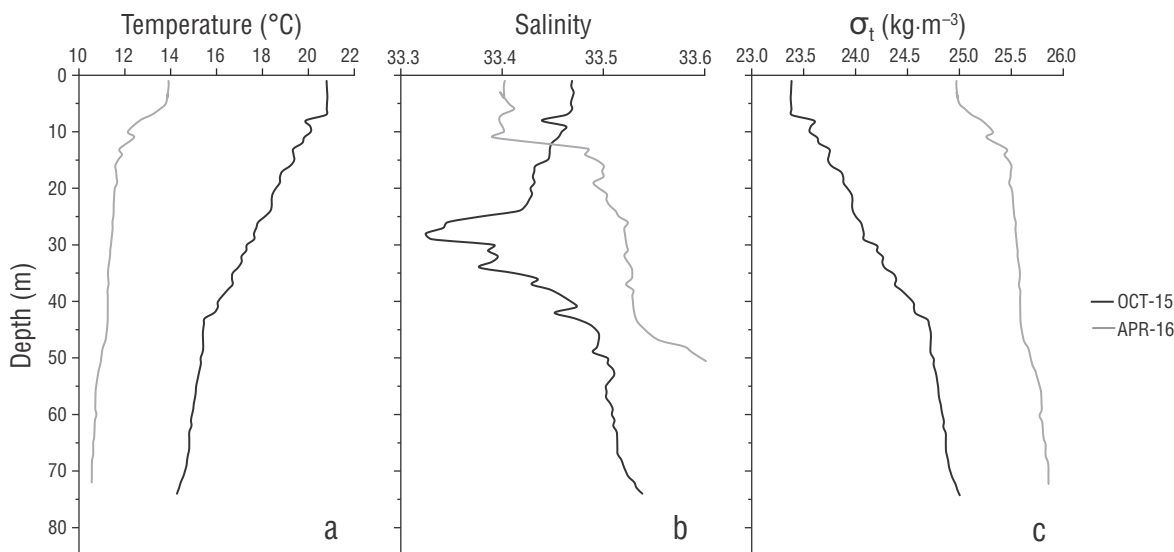 Temperature (°C)
Salinity
σt (kg·m–3)
10 12 14 16 18 20 22
33.3 33.4 33.5 33.6
23.0 23.5 24.0 24.5 25.0 25.5 26.0
0
10
20
30
40
50
60
70
80
Depth (m)
a
b
c
OCT-15
APR-16